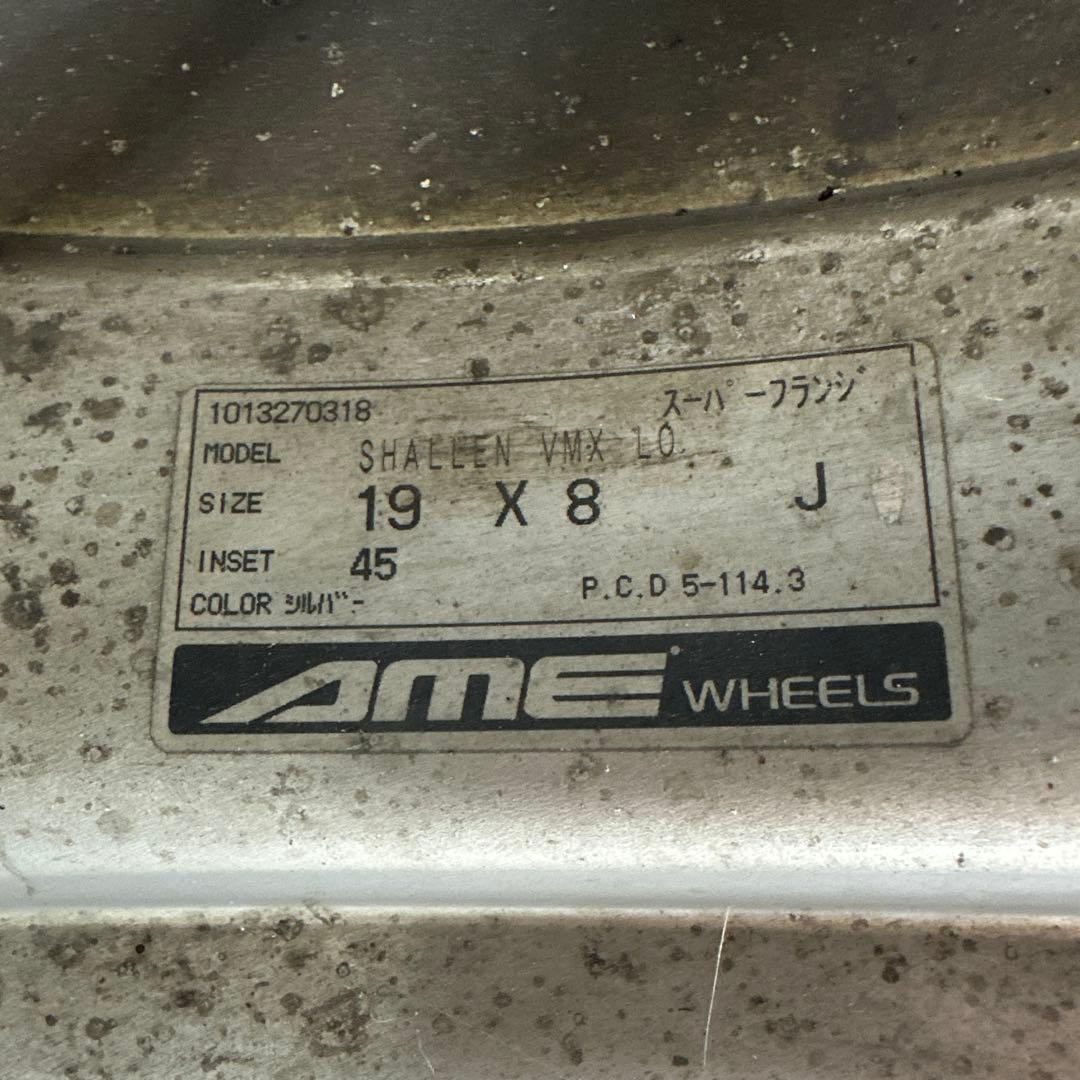 1013270318 スーパーフランジ
MODEL SHALLEN VMX LO.
SIZE 19 X 8 J
INSET 45
P.C.D 5-114.3
COLOR シルバー
AME WHEELS